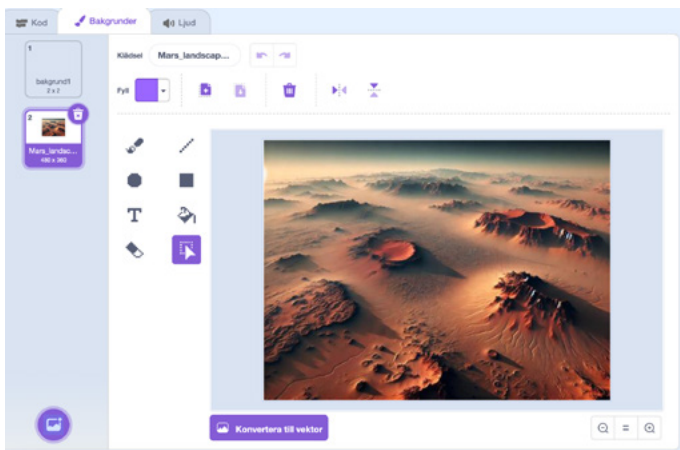 Kod
Bakgrunder
Ljud
1
bakgrund1
2 x 2
2
Mars_landsc...
480 x 360
Klädsel
Mars_landscap...
Fyll
T
Konvertera till vektor